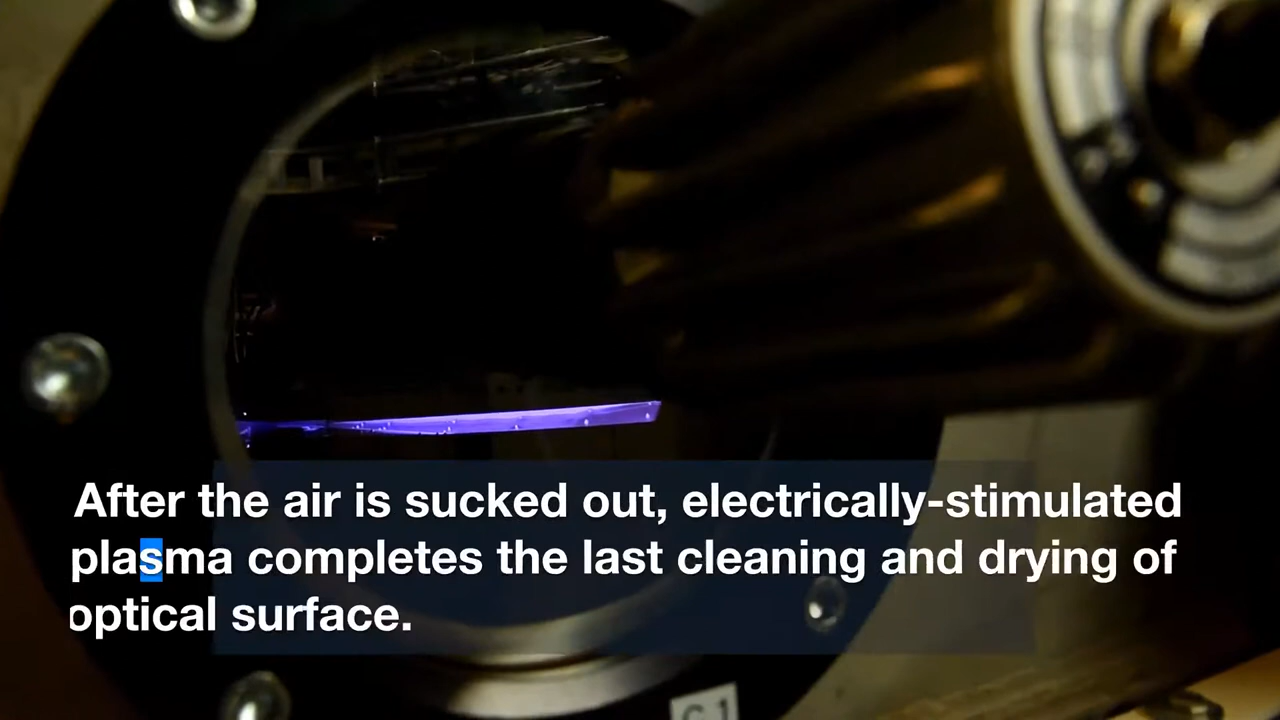 After the air is sucked out, electrically-stimulated
plasma completes the last cleaning and drying of
optical surface.